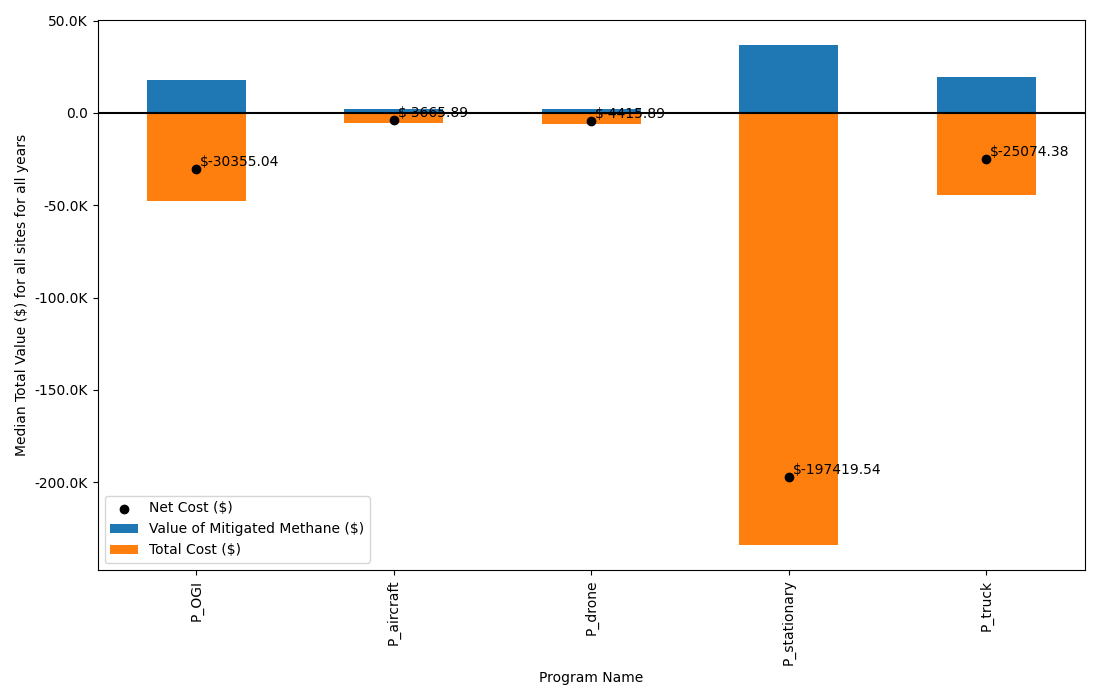 50.0K
0.0
-50.0K
-100.0K
-150.0K
-200.0K
Median Total Value ($) for all sites for all years
$-30355.04
$-3665.89
$-4415.89
$-197419.54
$-25074.38
Net Cost ($)
Value of Mitigated Methane ($)
Total Cost ($)
P_OGI
P_aircraft
P_drone
P_stationary
P_truck
Program Name